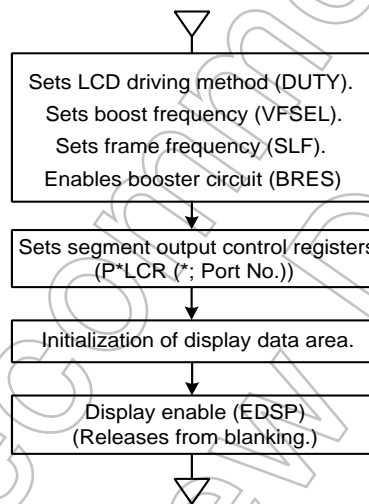 Sets LCD driving method (DUTY).
Sets boost frequency (VFSEL).
Sets frame frequency (SLF).
Enables booster circuit (BRES)
Sets segment output control registers
(P*LCR (*; Port No.))
Initialization of display data area.
Display enable (EDSP)
(Releases from blanking.)